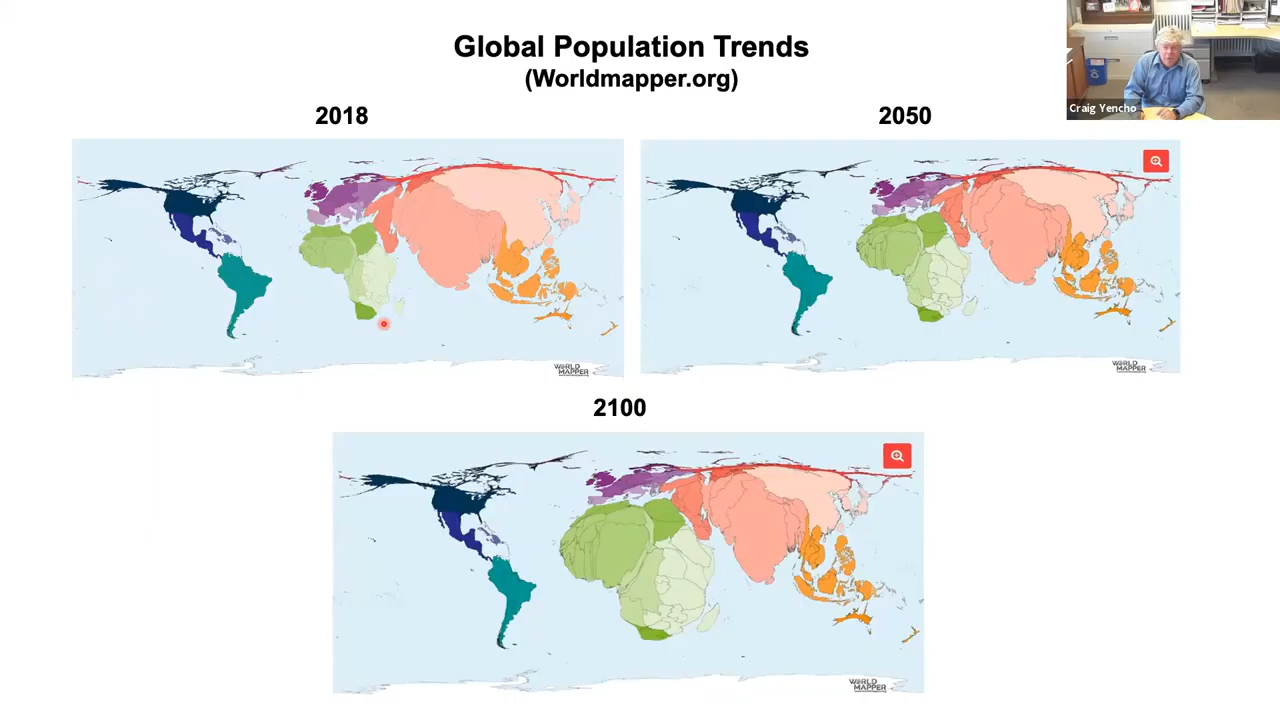 Global Population Trends
(Worldmapper.org)
2018
2050
Craig Yencho
WORLD
MAPPER
WORLD
MAPPER
2100
WORLD
MAPPER